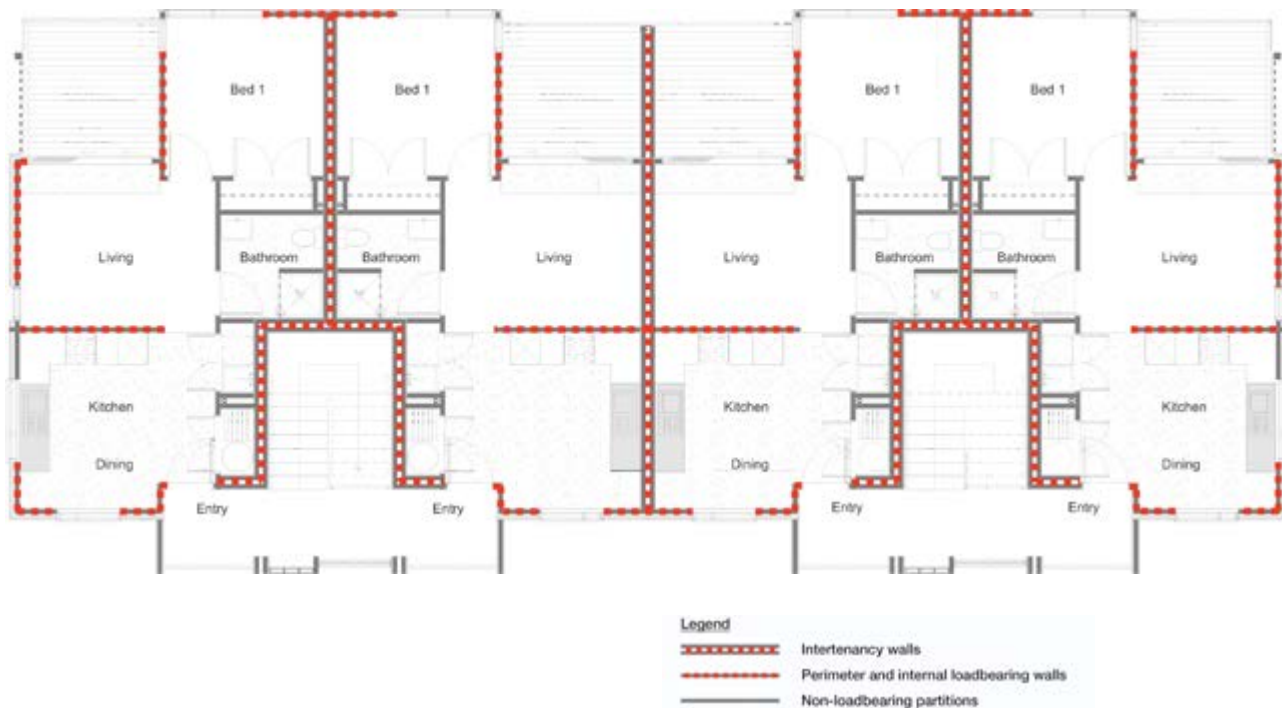 Bed 1 Bed 1 Bed 1 Bed 1
Living Bathroom Bathroom Living Living Bathroom Bathroom Living
Kitchen Kitchen Kitchen
Dining Dining Dining
Entry Entry Entry Entry
Legend
Intertenancy walls
Perimeter and internal loadbearing walls
Non-loadbearing partitions